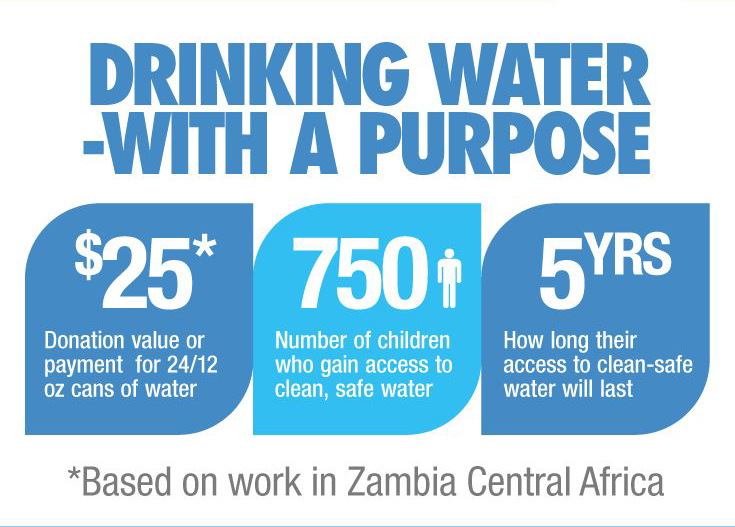 DRINKING WATER
-WITH A PURPOSE
$25*
Donation value or
payment for 24/12
oz cans of water
750
Number of children
who gain access to
clean, safe water
5YRS
How long their
access to clean-safe
water will last
*Based on work in Zambia Central Africa